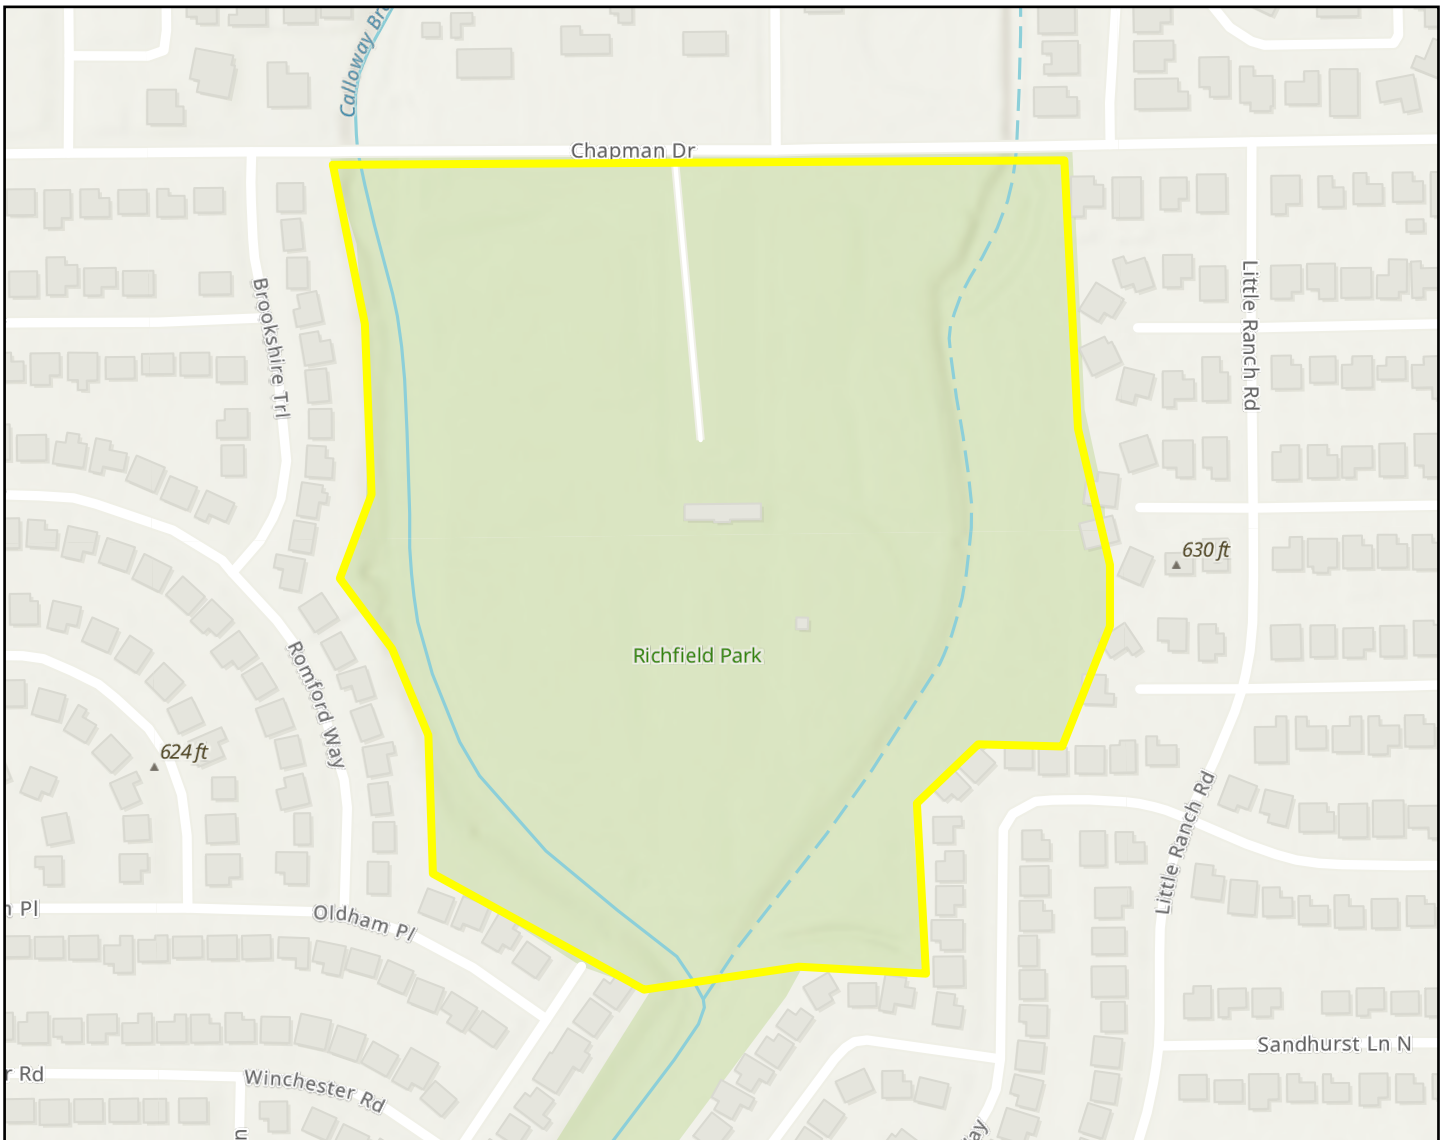 Calloway Br
Chapman Dr
Brookshire Trl
Little Ranch Rd
630 ft
Richfield Park
Romford Way
624 ft
Little Ranch Rd
Pl
Oldham Pl
Sandhurst Ln N
Rd
Winchester Rd